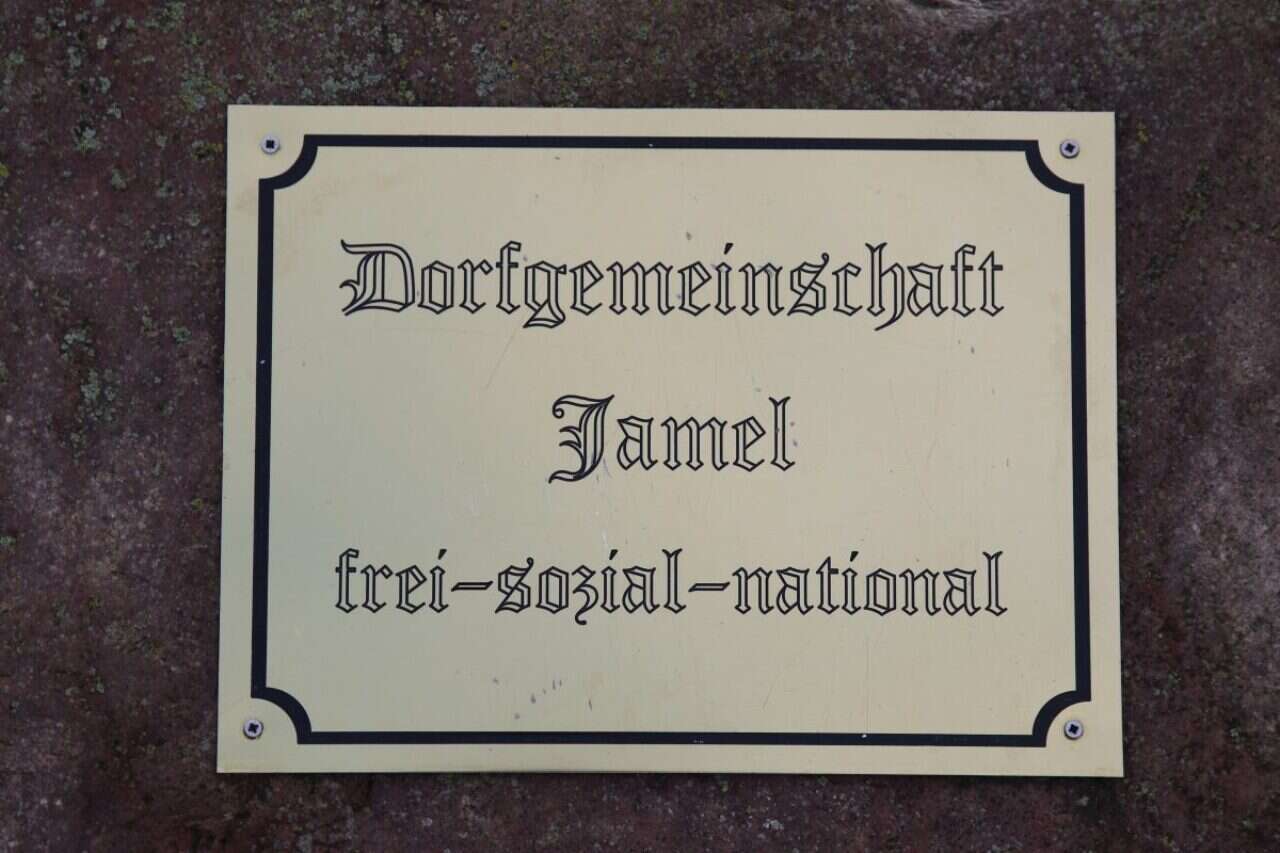 Dorfgemeinschaft
Jamel
frei-sozial-national